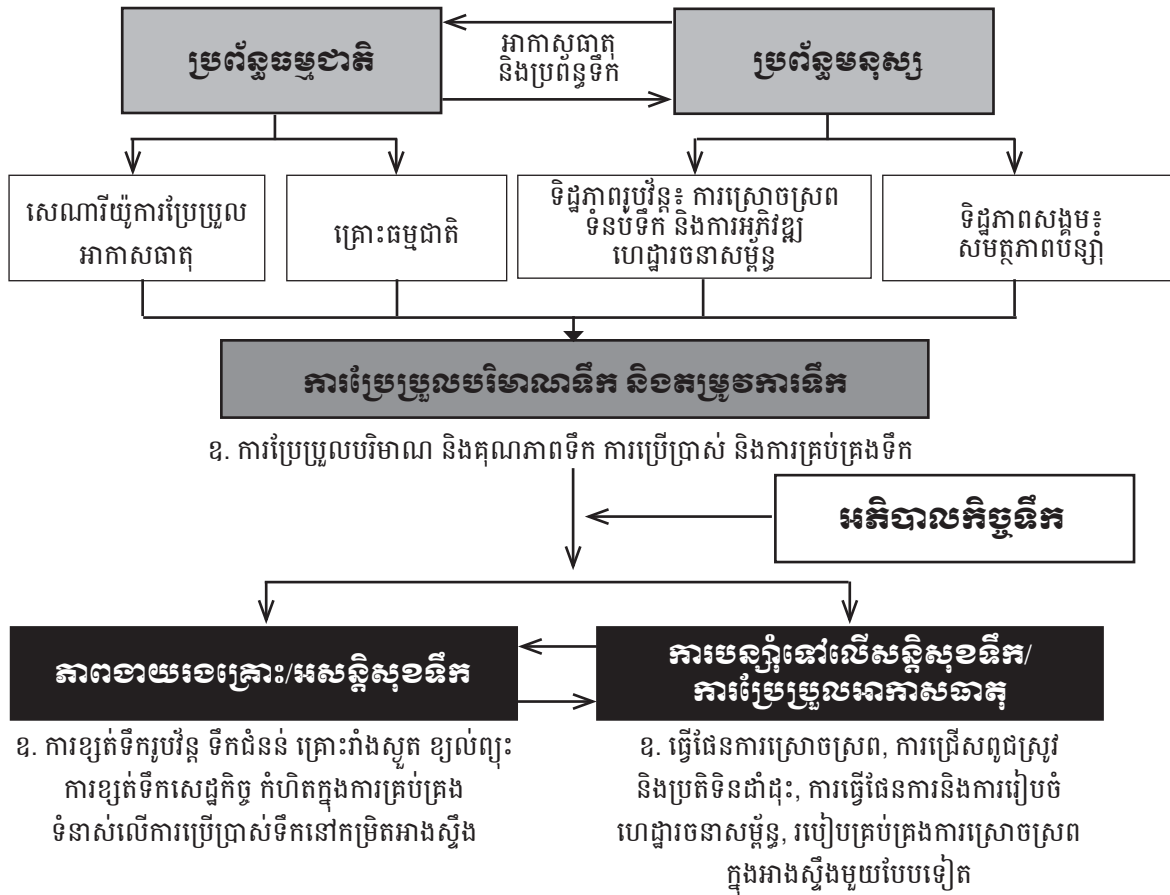 ប្រព័ន្ធធម្មជាតិ
អាកាសធាតុ
និងប្រព័ន្ធទឹក
ប្រព័ន្ធមនុស្ស
សេណារីយ៉ូការប្រែប្រួល
អាកាសធាតុ
គ្រោះធម្មជាតិ
ទិដ្ឋភាពរូបវ័ន្ត៖ ការស្រោចស្រព
ទំនប់ទឹក និងការអភិវឌ្ឍ
ហេដ្ឋារចនាសម្ព័ន្ធ
ទិដ្ឋភាពសង្គម៖
សមត្ថភាពបន្សាំ
ការប្រែប្រួលបរិមាណទឹក និងតម្រូវការទឹក
ឧ. ការប្រែប្រួលបរិមាណ និងគុណភាពទឹក ការប្រើប្រាស់ និងការគ្រប់គ្រងទឹក
អភិបាលកិច្ចទឹក
ភាពងាយរងគ្រោះ/អសន្តិសុខទឹក
ការបន្សាំទៅលើសន្តិសុខទឹក/
ការប្រែប្រួលអាកាសធាតុ
ឧ. ការខ្សត់ទឹករូបវ័ន្ត ទឹកជំនន់ គ្រោះរាំងស្ងួត ខ្យល់ព្យុះ
ការខ្សត់ទឹកសេដ្ឋកិច្ច កំហិតក្នុងការគ្រប់គ្រង
ទំនាស់លើការប្រើប្រាស់ទឹកនៅកម្រិតអាងស្ទឹង
ឧ. ធ្វើផែនការស្រោចស្រព, ការជ្រើសពូជស្រូវ
និងប្រតិទិនដាំដុះ, ការធ្វើផែនការនិងការរៀបចំ
ហេដ្ឋារចនាសម្ព័ន្ធ, របៀបគ្រប់គ្រងការស្រោចស្រព
ក្នុងអាងស្ទឹងមួយបែបទៀត